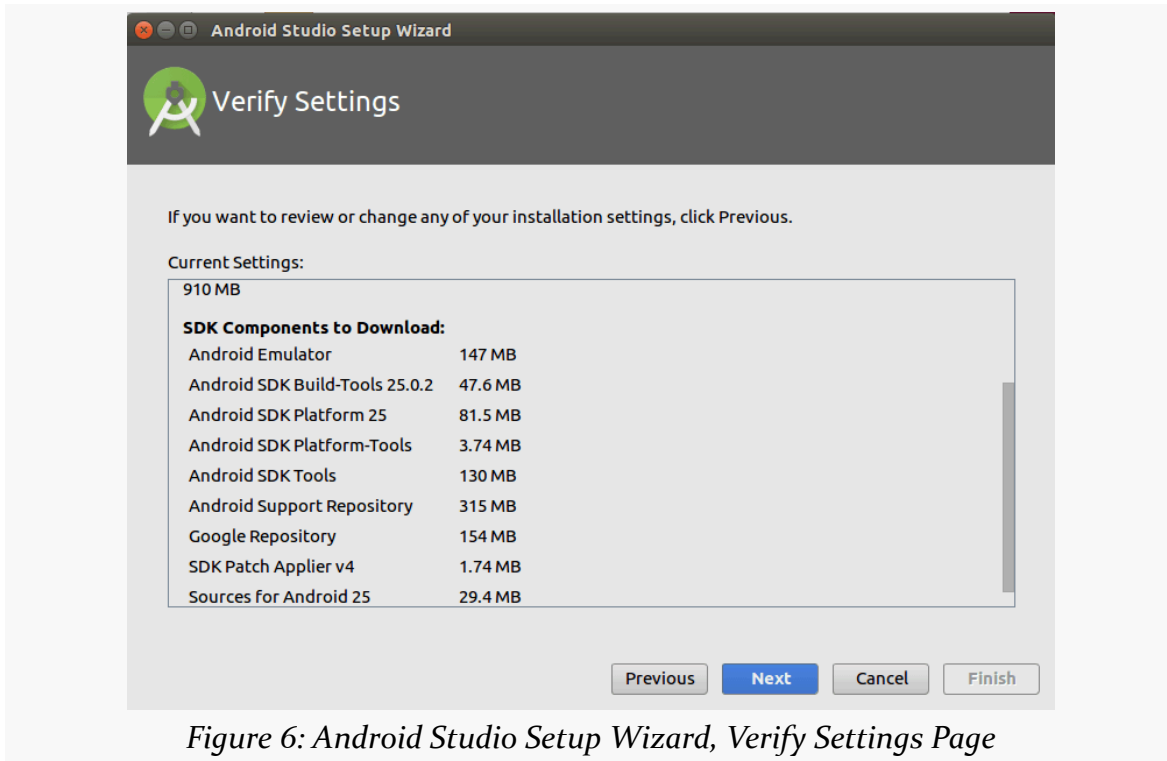 Android Studio Setup Wizard
Verify Settings
If you want to review or change any of your installation settings, click Previous.
Current Settings:
910 MB
SDK Components to Download:
Android Emulator 147 MB
Android SDK Build-Tools 25.0.2 47.6 MB
Android SDK Platform 25 81.5 MB
Android SDK Platform-Tools 3.74 MB
Android SDK Tools 130 MB
Android Support Repository 315 MB
Google Repository 154 MB
SDK Patch Applier v4 1.74 MB
Sources for Android 25 29.4 MB
Previous Next Cancel Finish
Figure 6: Android Studio Setup Wizard, Verify Settings Page